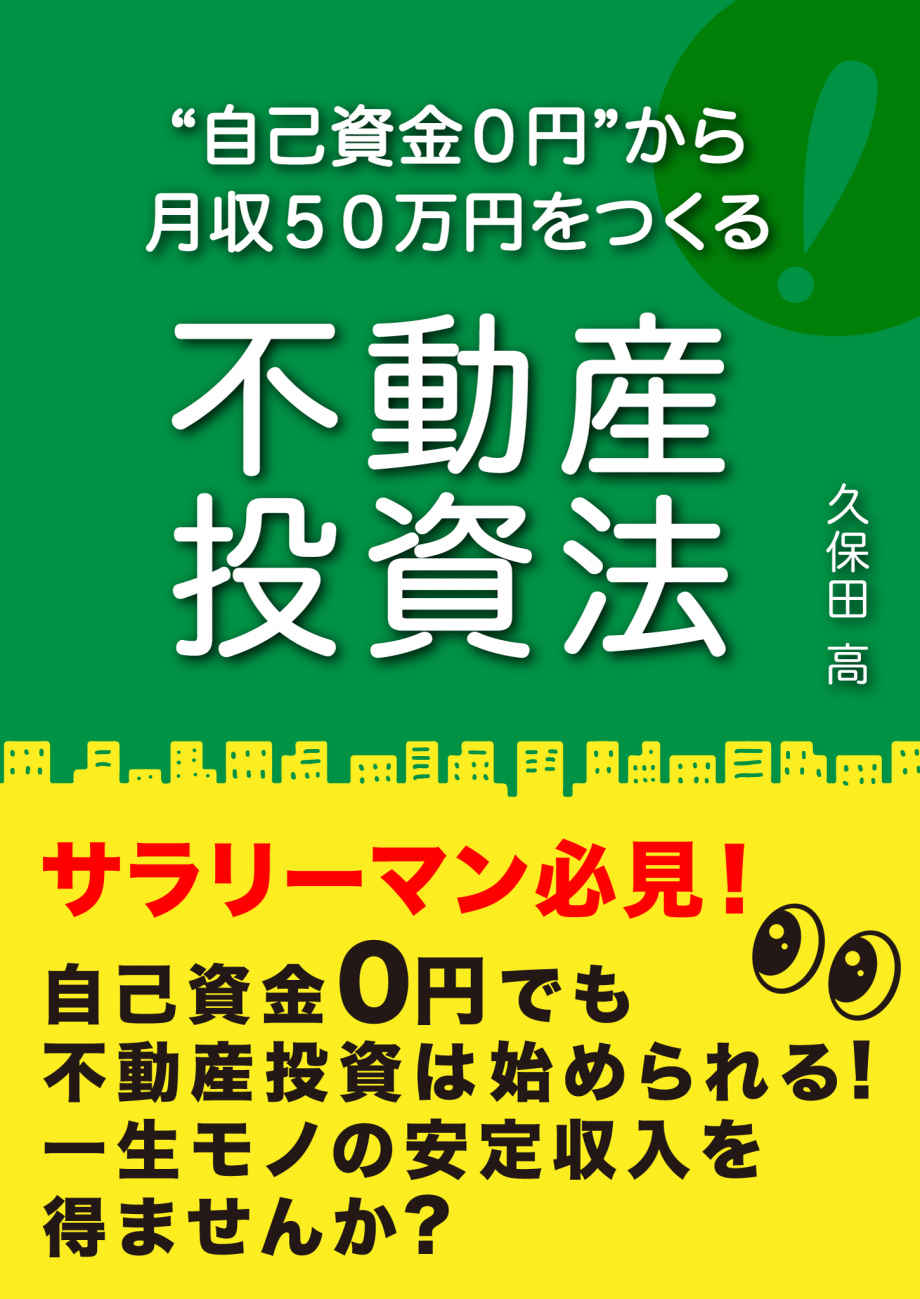 “自己資金０円”から
月収５０万円をつくる
不動産
投資法
久保田 高
サラリーマン必見！
自己資金0円でも
不動産投資は始められる！
一生モノの安定収入を
得ませんか？